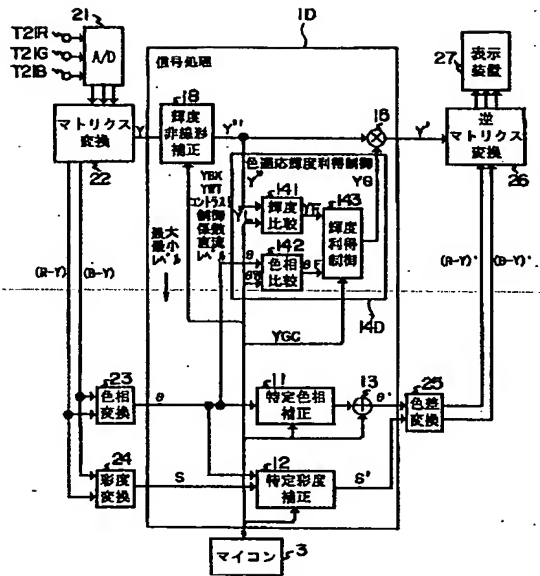 1D
21
T21R
T21G
T21B
A/D
信号処理
18
27
表示
装置
マトリクス
変換
22
Y
輝度
非線形
補正
Y''
16
Y'
逆
マトリクス
変換
26
色適応輝度利得制御
YG
YBK
YWT
コントラスト
制御
係数
直流
レベル
最大
最小
レベル
141
輝度
比較
142
色相
比較
143
輝度
利得
制御
θ
14D
(R-Y)
(B-Y)
(R-Y)'
(B-Y)'
YGC
23
色相
変換
θ
11
特定色相
補正
13
θ'
25
色差
変換
24
彩度
変換
S
12
特定彩度
補正
S'
マイコン
3